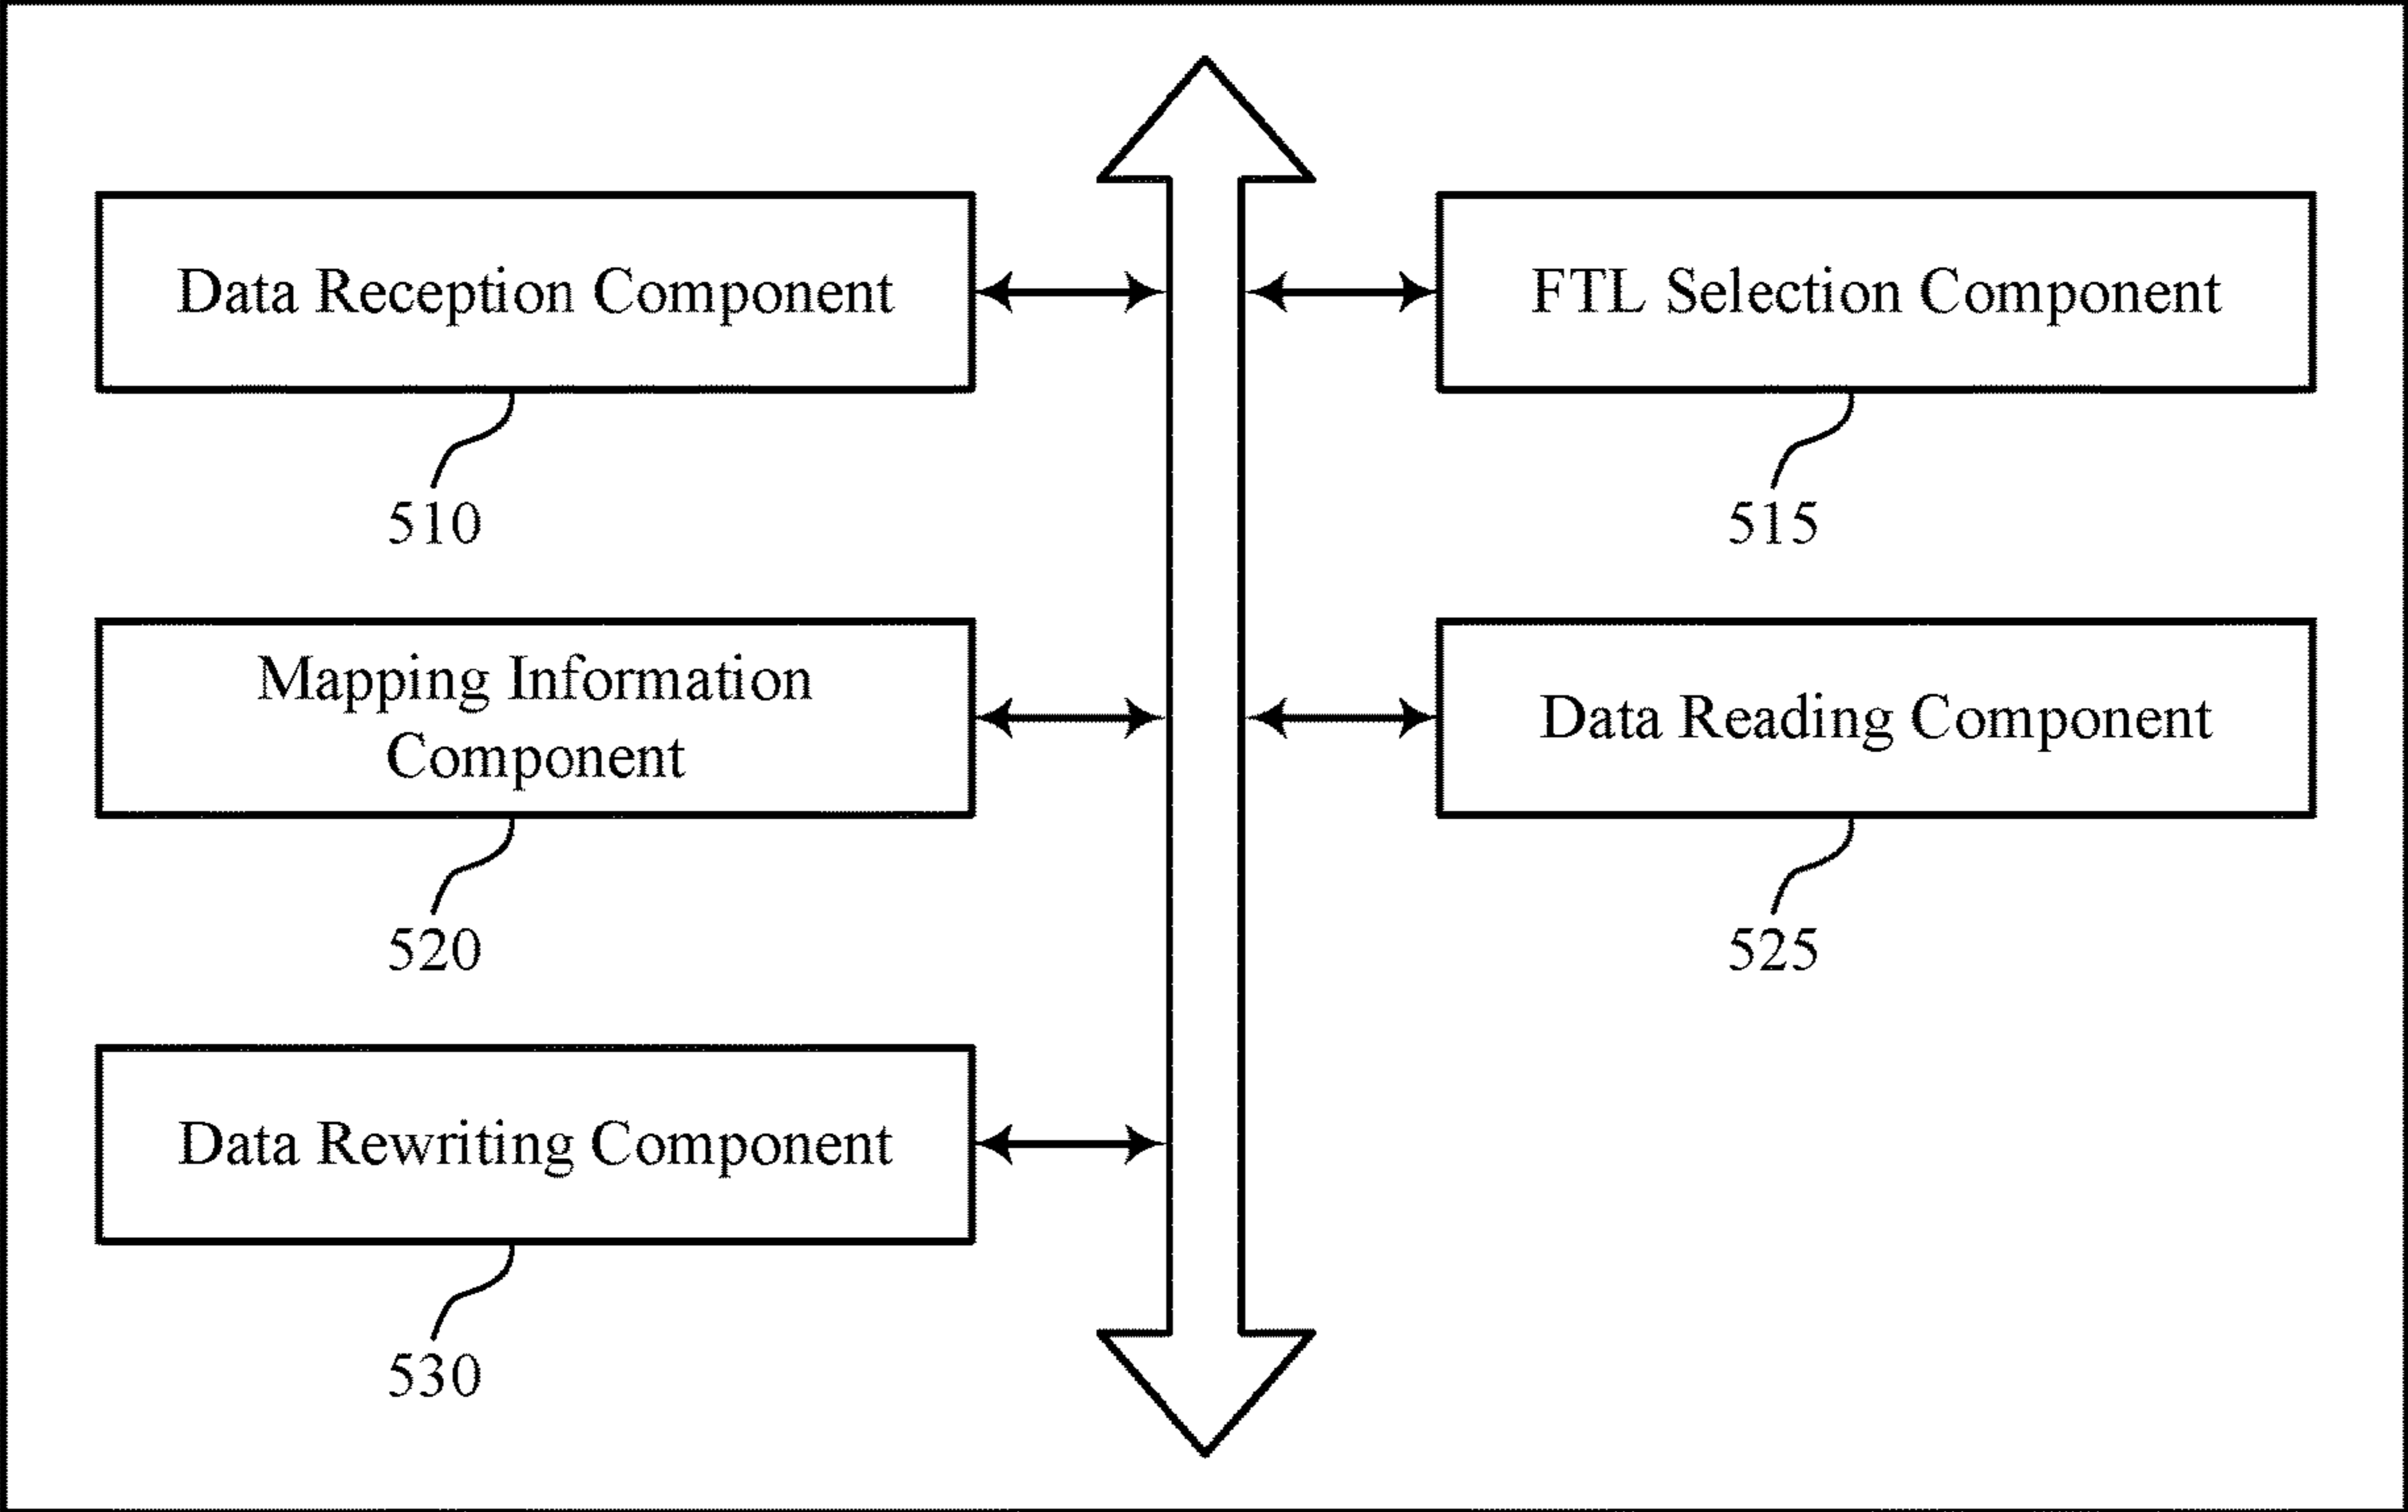 Data Reception Component
510
FTL Selection Component
515
Mapping Information
Component
520
Data Reading Component
525
Data Rewriting Component
530